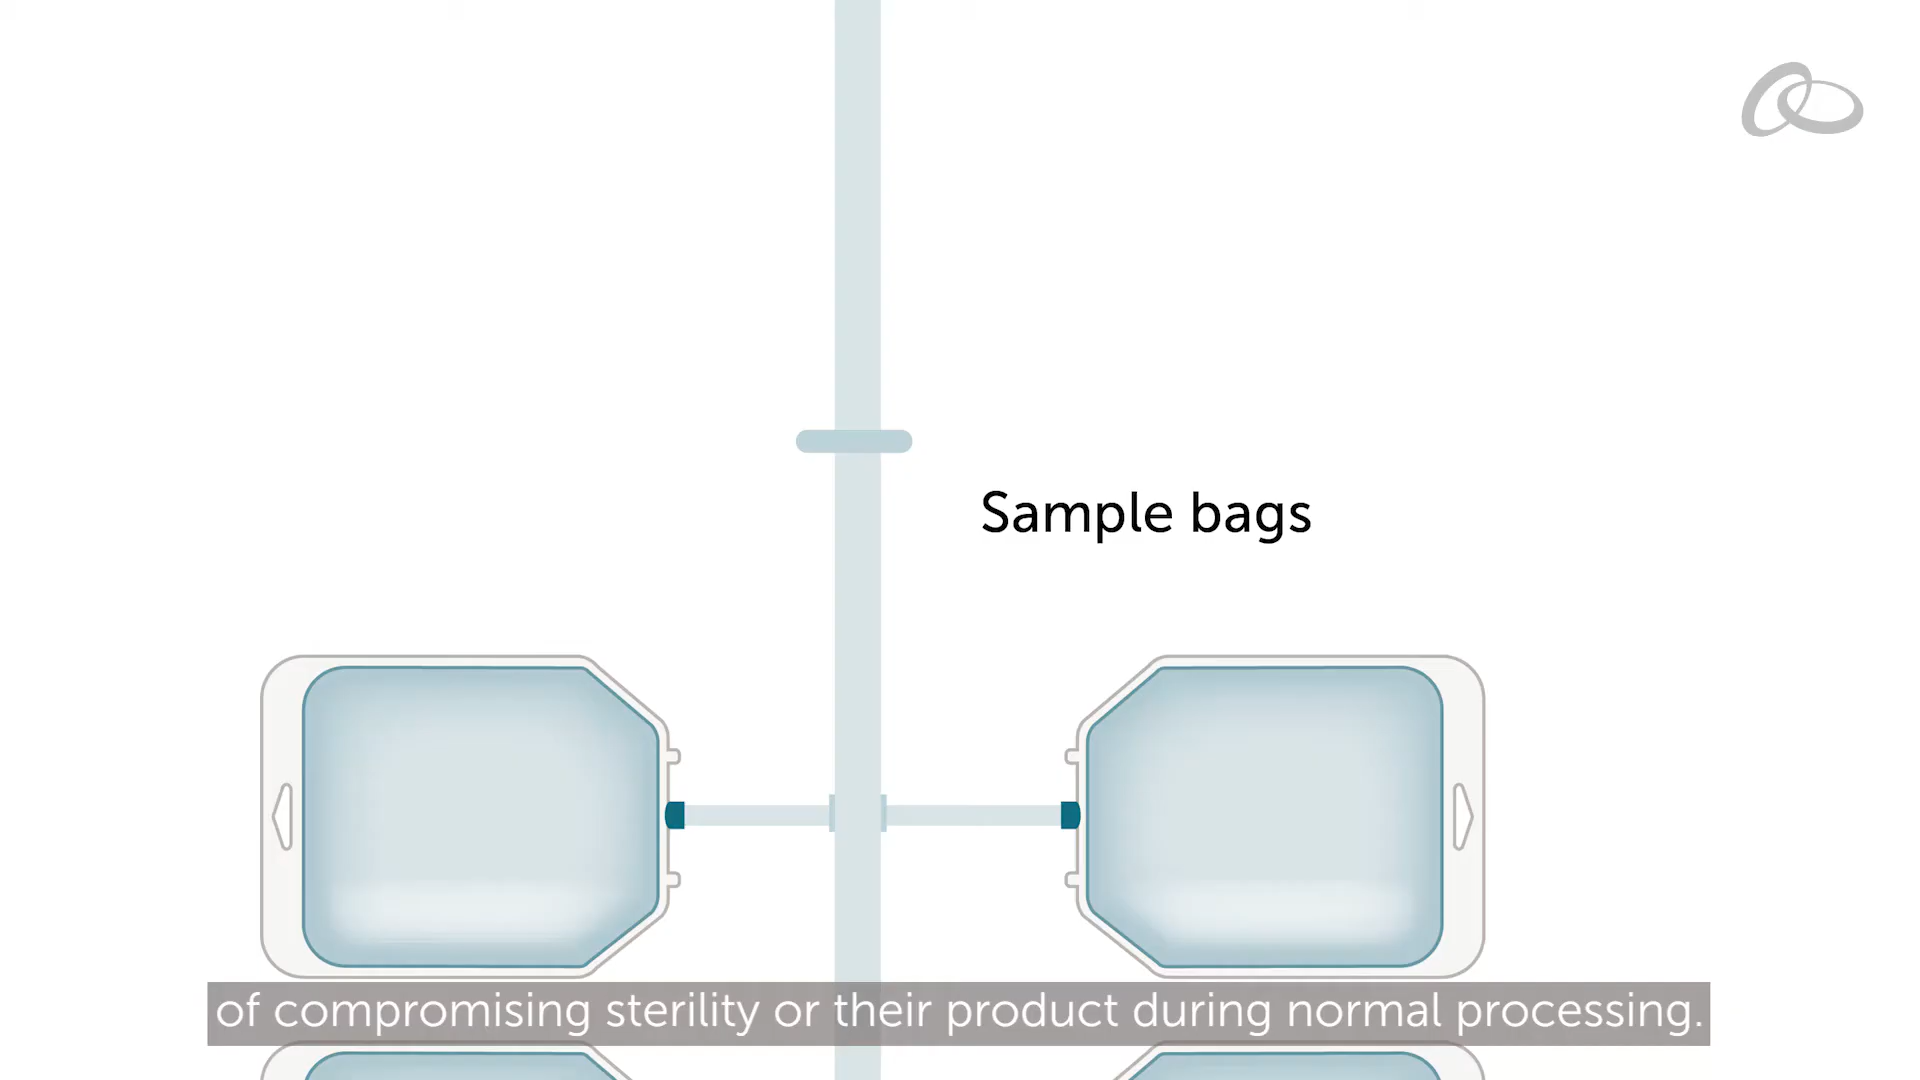 Sample bags
of compromising sterility or their product during normal processing.